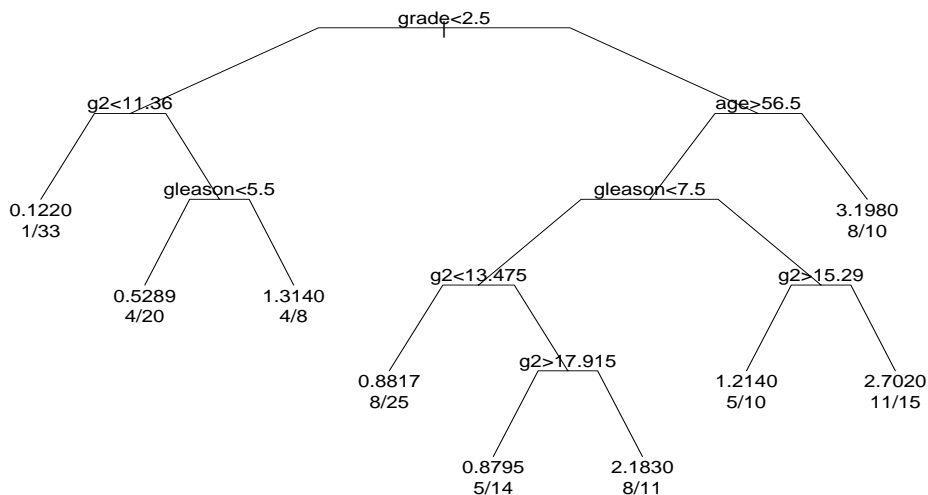 grade<2.5
g2<11.36
age>56.5
gleason<5.5
gleason<7.5
0.1220
1/33
3.1980
8/10
g2<13.475
g2>15.29
0.5289
4/20
1.3140
4/8
g2>17.915
0.8817
8/25
1.2140
5/10
2.7020
11/15
0.8795
5/14
2.1830
8/11